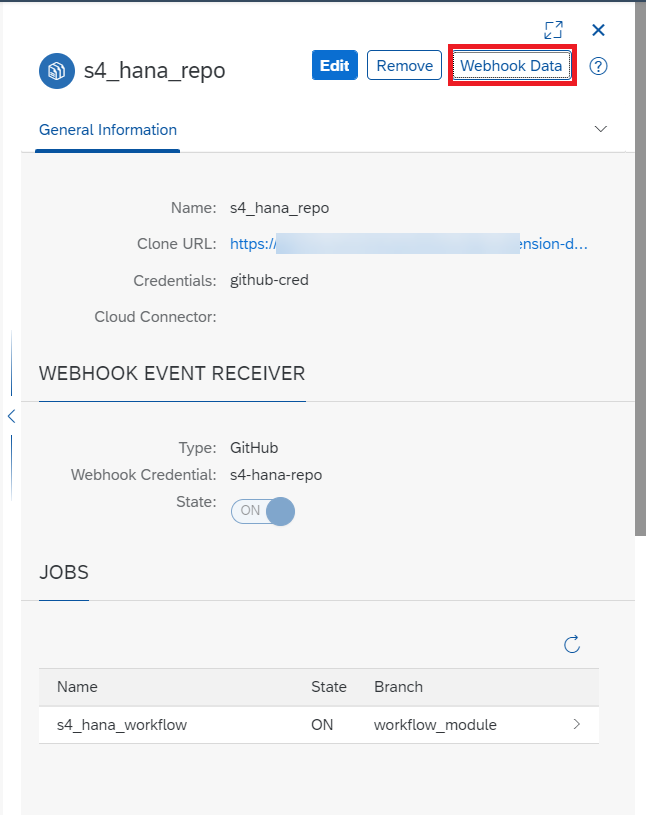 s4_hana_repo
Edit
Remove
Webhook Data
General Information
Name: s4_hana_repo
Clone URL: https:/ ension-d...
Credentials: github-cred
Cloud Connector:
WEBHOOK EVENT RECEIVER
Type: GitHub
Webhook Credential: s4-hana-repo
State: ON
JOBS
Name State Branch
s4_hana_workflow ON workflow_module